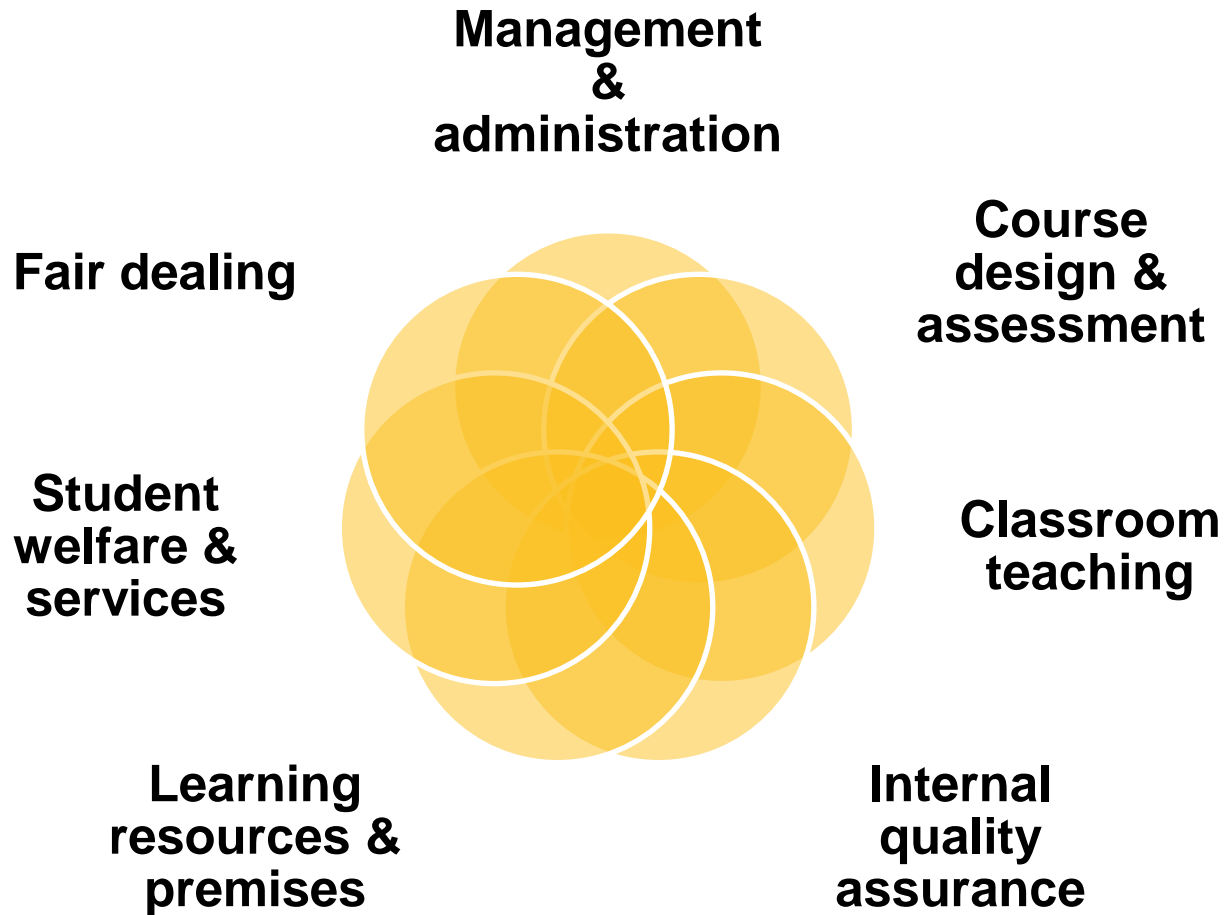 Management
&
administration
Course
design &
assessment
Classroom
teaching
Internal
quality
assurance
Learning
resources &
premises
Student
welfare &
services
Fair dealing